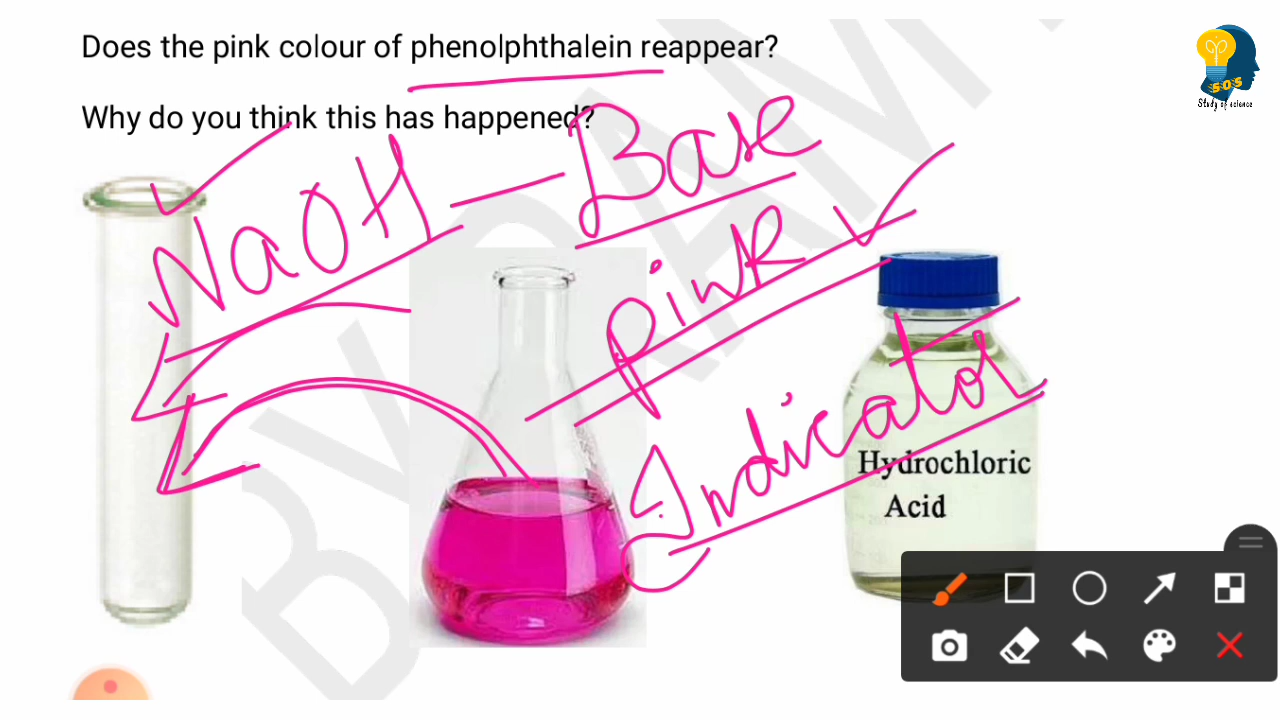 Does the pink colour of phenolphthalein reappear?
Why do you think this has happened?
NaOH — Base
Pink
Indicator
Hydrochloric
Acid
SOS
Study of science